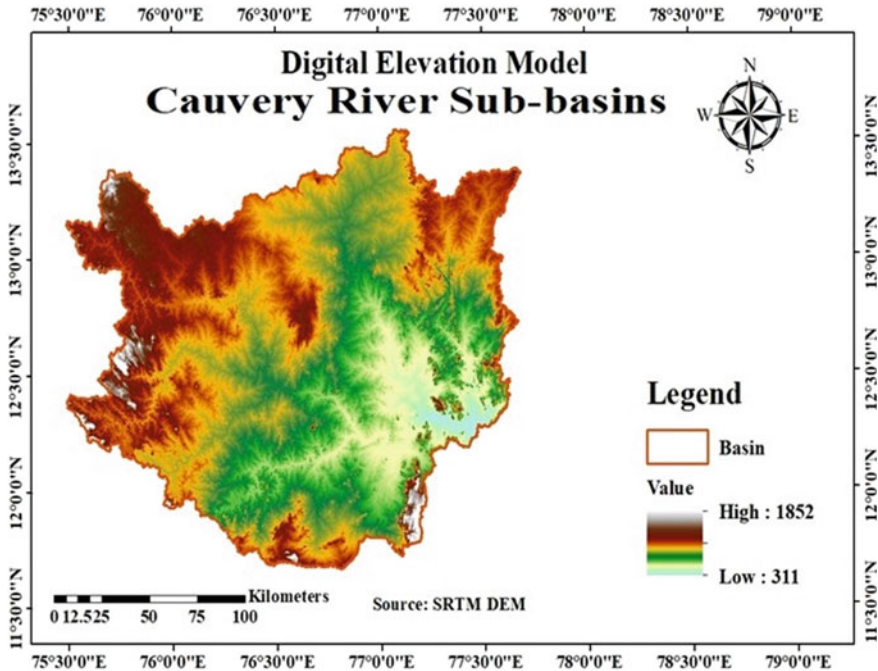 75°30'0"E 76°0'0"E 76°30'0"E 77°0'0"E 77°30'0"E 78°0'0"E 78°30'0"E 79°0'0"E
Digital Elevation Model
Cauvery River Sub-basins
N
W E
S
13°30'0"N 13°30'0"N
13°0'0"N 13°0'0"N
12°30'0"N 12°30'0"N
12°0'0"N 12°0'0"N
11°30'0"N 11°30'0"N
Legend
Basin
Value
High : 1852
Low : 311
Kilometers
0 12.525 50 75 100
Source: SRTM DEM
75°30'0"E 76°0'0"E 76°30'0"E 77°0'0"E 77°30'0"E 78°0'0"E 78°30'0"E 79°0'0"E